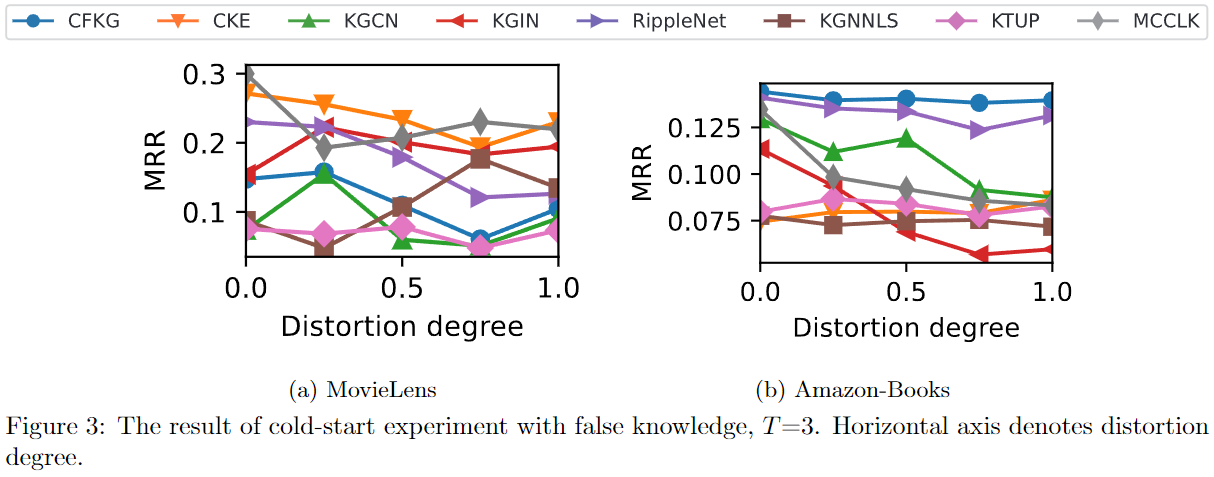 CFKG CKE KGCN KGIN RippleNet KGNNLS KTUP MCCLK
0.3
0.2
0.1
MRR
0.0 0.5 1.0
Distortion degree
(a) MovieLens
0.125
0.100
0.075
MRR
0.0 0.5 1.0
Distortion degree
(b) Amazon-Books
Figure 3: The result of cold-start experiment with false knowledge, T=3. Horizontal axis denotes distortion
degree.